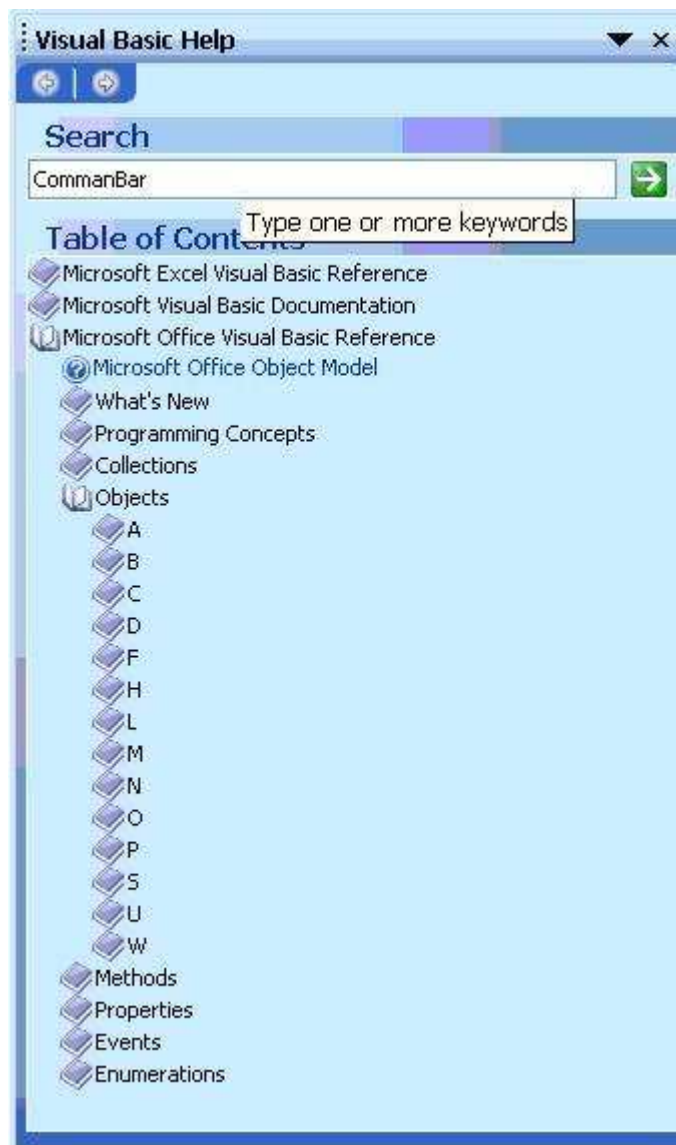 Visual Basic Help
Search
CommanBar
Type one or more keywords
Table of Contents
Microsoft Excel Visual Basic Reference
Microsoft Visual Basic Documentation
Microsoft Office Visual Basic Reference
Microsoft Office Object Model
What's New
Programming Concepts
Collections
Objects
A
B
C
D
F
H
L
M
N
O
P
S
U
W
Methods
Properties
Events
Enumerations